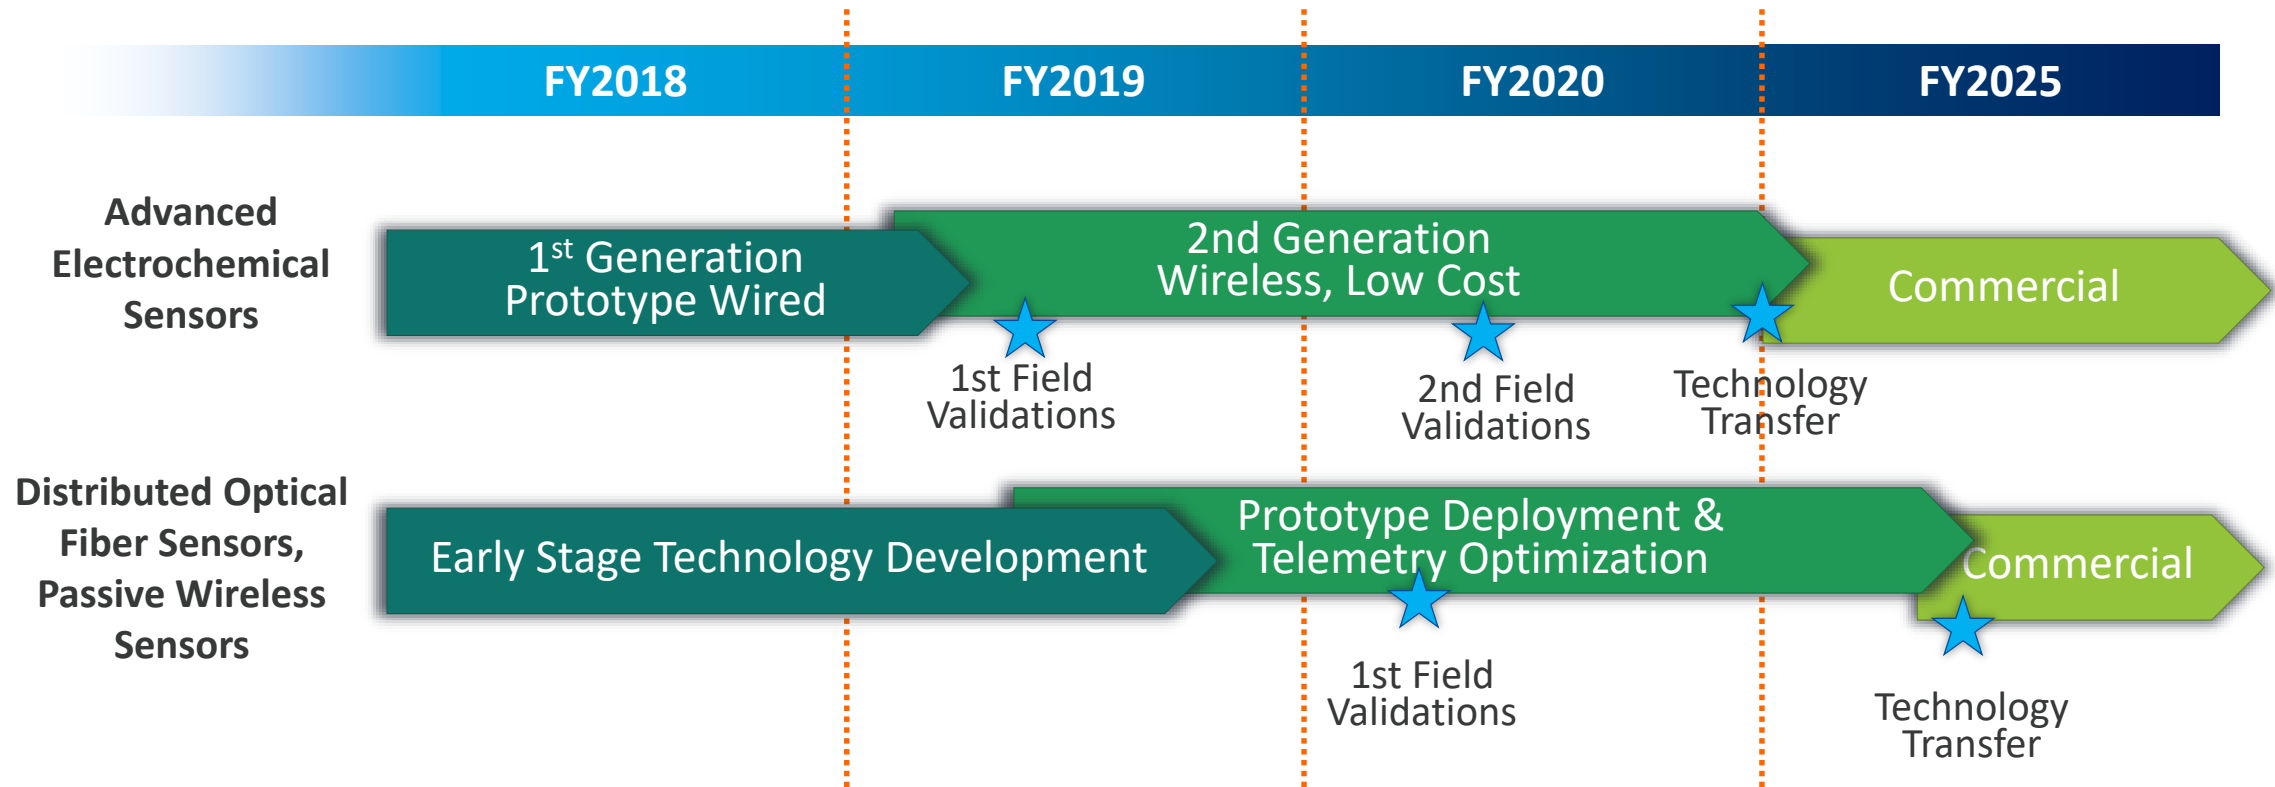 FY2018 FY2019 FY2020 FY2025
Advanced
Electrochemical
Sensors
1st Generation
Prototype Wired
2nd Generation
Wireless, Low Cost
Commercial
1st Field
Validations
2nd Field
Validations
Technology
Transfer
Distributed Optical
Fiber Sensors,
Passive Wireless
Sensors
Early Stage Technology Development
Prototype Deployment &
Telemetry Optimization
Commercial
1st Field
Validations
Technology
Transfer